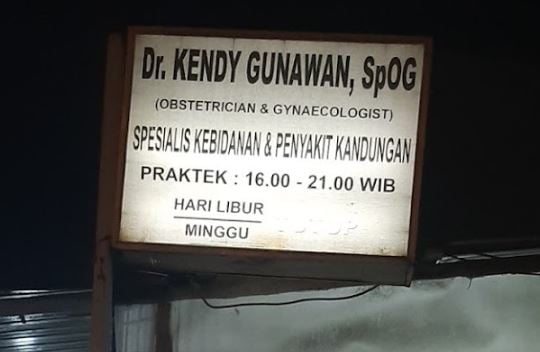 Dr. KENDY GUNAWAN, SpOG
(OBSTETRICIAN & GYNAECOLOGIST)
SPESIALIS KEBIDANAN & PENYAKIT KANDUNGAN
PRAKTEK : 16.00 - 21.00 WIB
HARI LIBUR
MINGGU
TUTUP